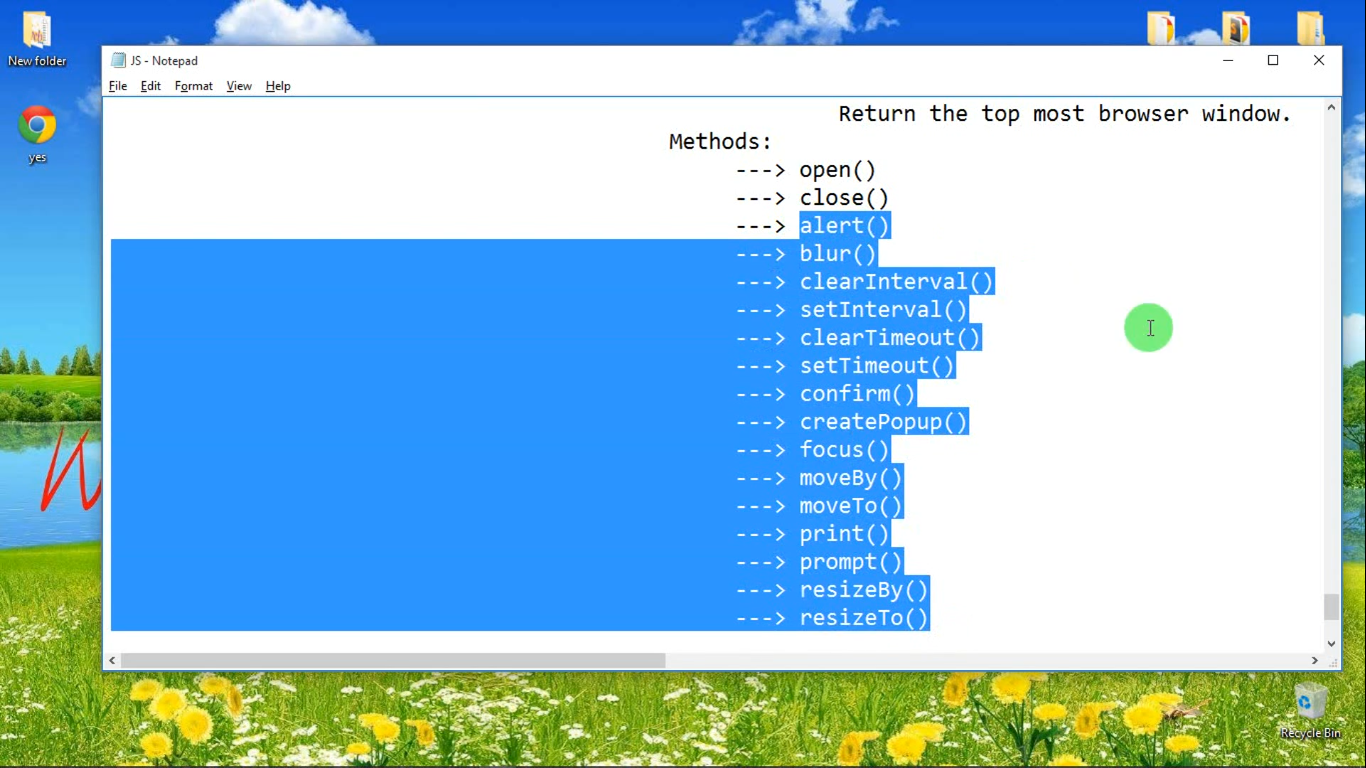 New folder
yes
JS - Notepad
File Edit Format View Help
Return the top most browser window.
Methods:
---> open()
---> close()
---> alert()
---> blur()
---> clearInterval()
---> setInterval()
---> clearTimeout()
---> setTimeout()
---> confirm()
---> createPopup()
---> focus()
---> moveBy()
---> moveTo()
---> print()
---> prompt()
---> resizeBy()
---> resizeTo()
Recycle Bin